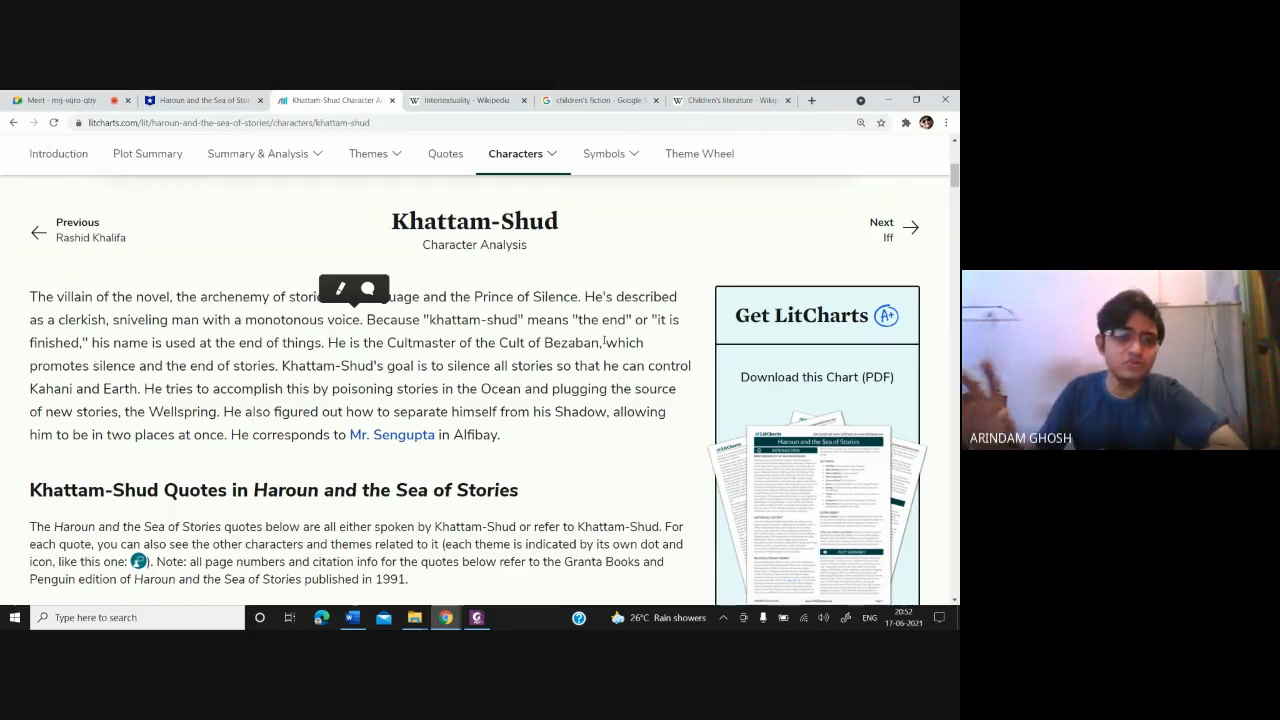 Meet - mrj-vqro-qby
Haroun and the Sea of Stor
Khattam-Shud Character A
Intertextuality - Wikipedia
children's fiction - Google S
Children's literature - Wikip
litcharts.com/lit/haroun-and-the-sea-of-stories/characters/khattam-shud
Introduction Plot Summary Summary & Analysis Themes Quotes Characters Symbols Theme Wheel
Previous
Rashid Khalifa
Khattam-Shud
Character Analysis
Next
Iff
The villain of the novel, the archenemy of stori uage and the Prince of Silence. He's described
as a clerkish, sniveling man with a monotonous voice. Because "khattam-shud" means "the end" or "it is
finished," his name is used at the end of things. He is the Cultmaster of the Cult of Bezaban, which
promotes silence and the end of stories. Khattam-Shud's goal is to silence all stories so that he can control
Kahani and Earth. He tries to accomplish this by poisoning stories in the Ocean and plugging the source
of new stories, the Wellspring. He also figured out how to separate himself from his Shadow, allowing
him to be in two places at once. He corresponds to Mr. Sengupta in Alfibay.
Khattam-Shud Quotes in Haroun and the Sea of Stories
The Haroun and the Sea of Stories quotes below are all either spoken by Khattam-Shud or refer to Khattam-Shud. For
each quote, you can also see the other characters and themes related to it (each theme is indicated by its own dot and
icon, like this one: all page numbers and citation info for the quotes below refer to the Granta Books and
Penguin edition of Haroun and the Sea of Stories published in 1991.
Get LitCharts A+
Download this Chart (PDF)
LitCharts
Haroun and the Sea of Stories
INTRODUCTION
PLOT SUMMARY
ARINDAM GHOSH
Type here to search
26°C Rain showers
ENG
20:52
17-06-2021